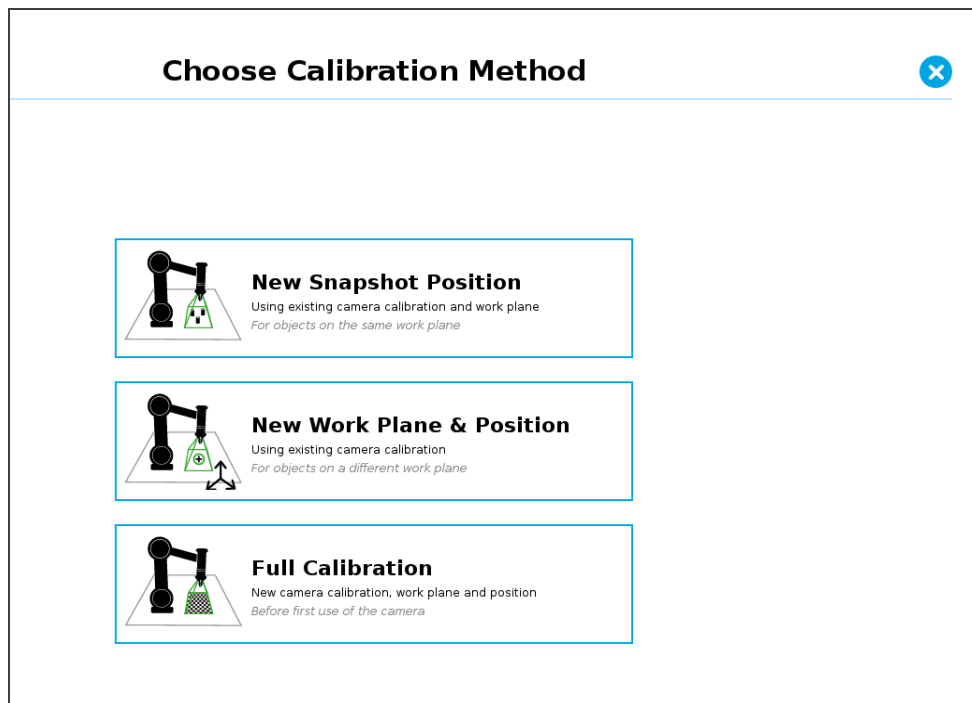 Choose Calibration Method
New Snapshot Position
Using existing camera calibration and work plane
For objects on the same work plane
New Work Plane & Position
Using existing camera calibration
For objects on a different work plane
Full Calibration
New camera calibration, work plane and position
Before first use of the camera